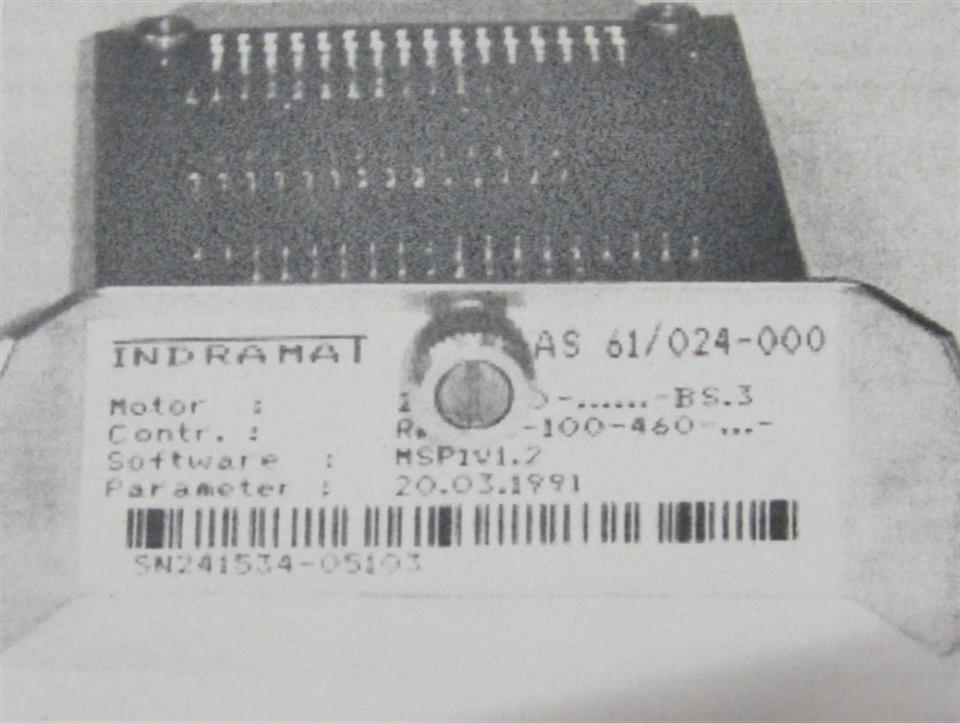 INDRAMAT AS 61/024-000
Motor : -......-BS.3
Contr. : -100-460-...-
Software : MSP1V1.2
Parameter : 20.03.1991
SN241534-05103